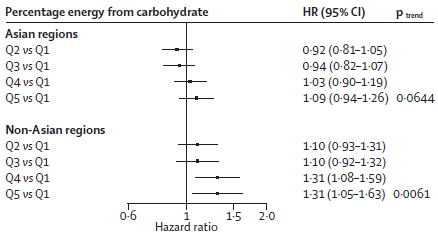 Percentage energy from carbohydrate HR (95% CI) p trend
Asian regions
Q2 vs Q1 0·92 (0·81–1·05)
Q3 vs Q1 0·94 (0·82–1·07)
Q4 vs Q1 1·03 (0·90–1·19)
Q5 vs Q1 1·09 (0·94–1·26) 0·0644
Non-Asian regions
Q2 vs Q1 1·10 (0·93–1·31)
Q3 vs Q1 1·10 (0·92–1·32)
Q4 vs Q1 1·31 (1·08–1·59)
Q5 vs Q1 1·31 (1·05–1·63) 0·0061
0·6 1 1·5 2·0
Hazard ratio